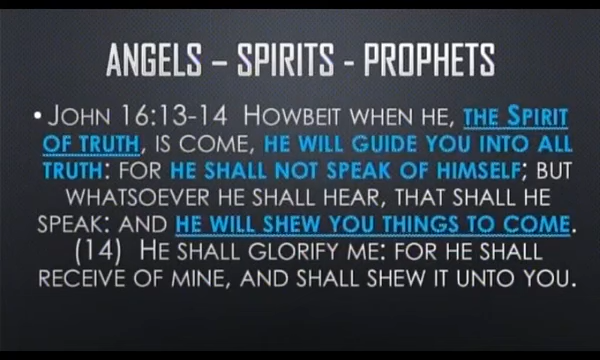 ANGELS – SPIRITS - PROPHETS
• JOHN 16:13-14 HOWBEIT WHEN HE, THE SPIRIT
OF TRUTH, IS COME, HE WILL GUIDE YOU INTO ALL
TRUTH: FOR HE SHALL NOT SPEAK OF HIMSELF; BUT
WHATSOEVER HE SHALL HEAR, THAT SHALL HE
SPEAK: AND HE WILL SHEW YOU THINGS TO COME.
(14) HE SHALL GLORIFY ME: FOR HE SHALL
RECEIVE OF MINE, AND SHALL SHEW IT UNTO YOU.